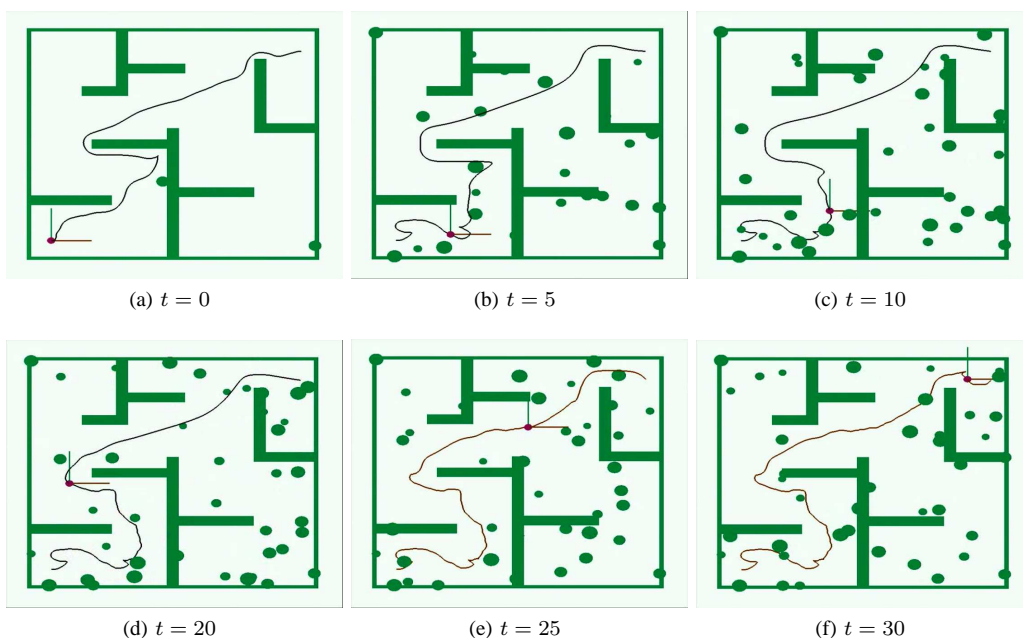 (a) t = 0
(b) t = 5
(c) t = 10
(d) t = 20
(e) t = 25
(f) t = 30